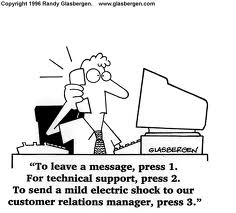 Copyright 1996 Randy Glasbergen. www.glasbergen.com
GLASBERGEN
"To leave a message, press 1.
For technical support, press 2.
To send a mild electric shock to our
customer relations manager, press 3."